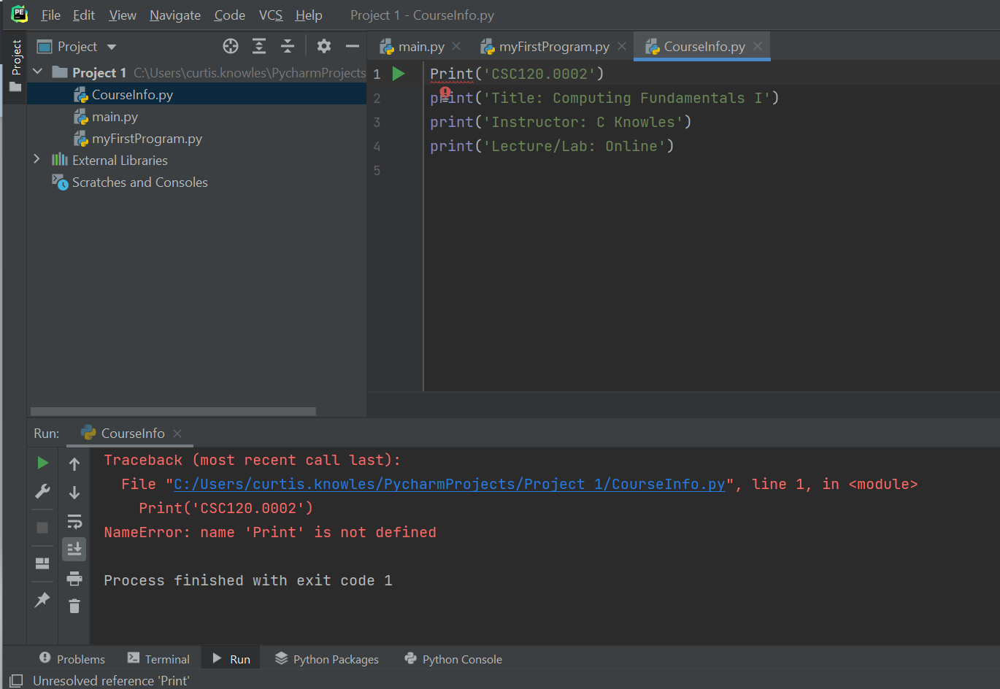 PE File Edit View Navigate Code VCS Help Project 1 - CourseInfo.py
Project
Project
main.py myFirstProgram.py CourseInfo.py
Project 1 C:\Users\curtis.knowles\PycharmProjects
CourseInfo.py
main.py
myFirstProgram.py
External Libraries
Scratches and Consoles
1 Print('CSC120.0002')
2 print('Title: Computing Fundamentals I')
3 print('Instructor: C Knowles')
4 print('Lecture/Lab: Online')
5
Run: CourseInfo
Traceback (most recent call last):
File "C:/Users/curtis.knowles/PycharmProjects/Project 1/CourseInfo.py", line 1, in <module>
Print('CSC120.0002')
NameError: name 'Print' is not defined
Process finished with exit code 1
Problems Terminal Run Python Packages Python Console
Unresolved reference 'Print'